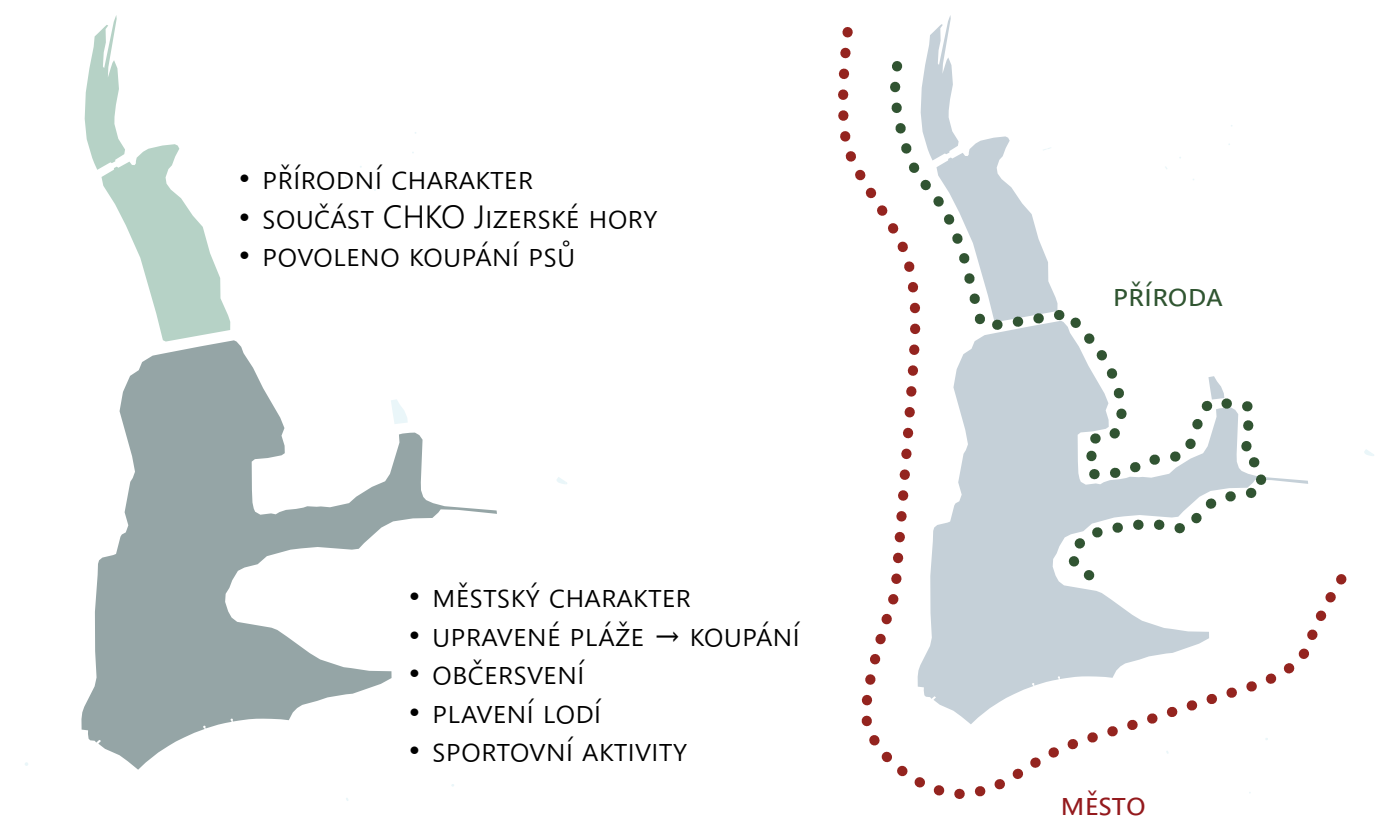 • PŘÍRODNÍ CHARAKTER
• SOUČÁST CHKO JIZERSKÉ HORY
• POVOLENO KOUPÁNÍ PSŮ
PŘÍRODA
• MĚSTSKÝ CHARAKTER
• UPRAVENÉ PLÁŽE → KOUPÁNÍ
• OBČERSVENÍ
• PLAVENÍ LODÍ
• SPORTOVNÍ AKTIVITY
MĚSTO